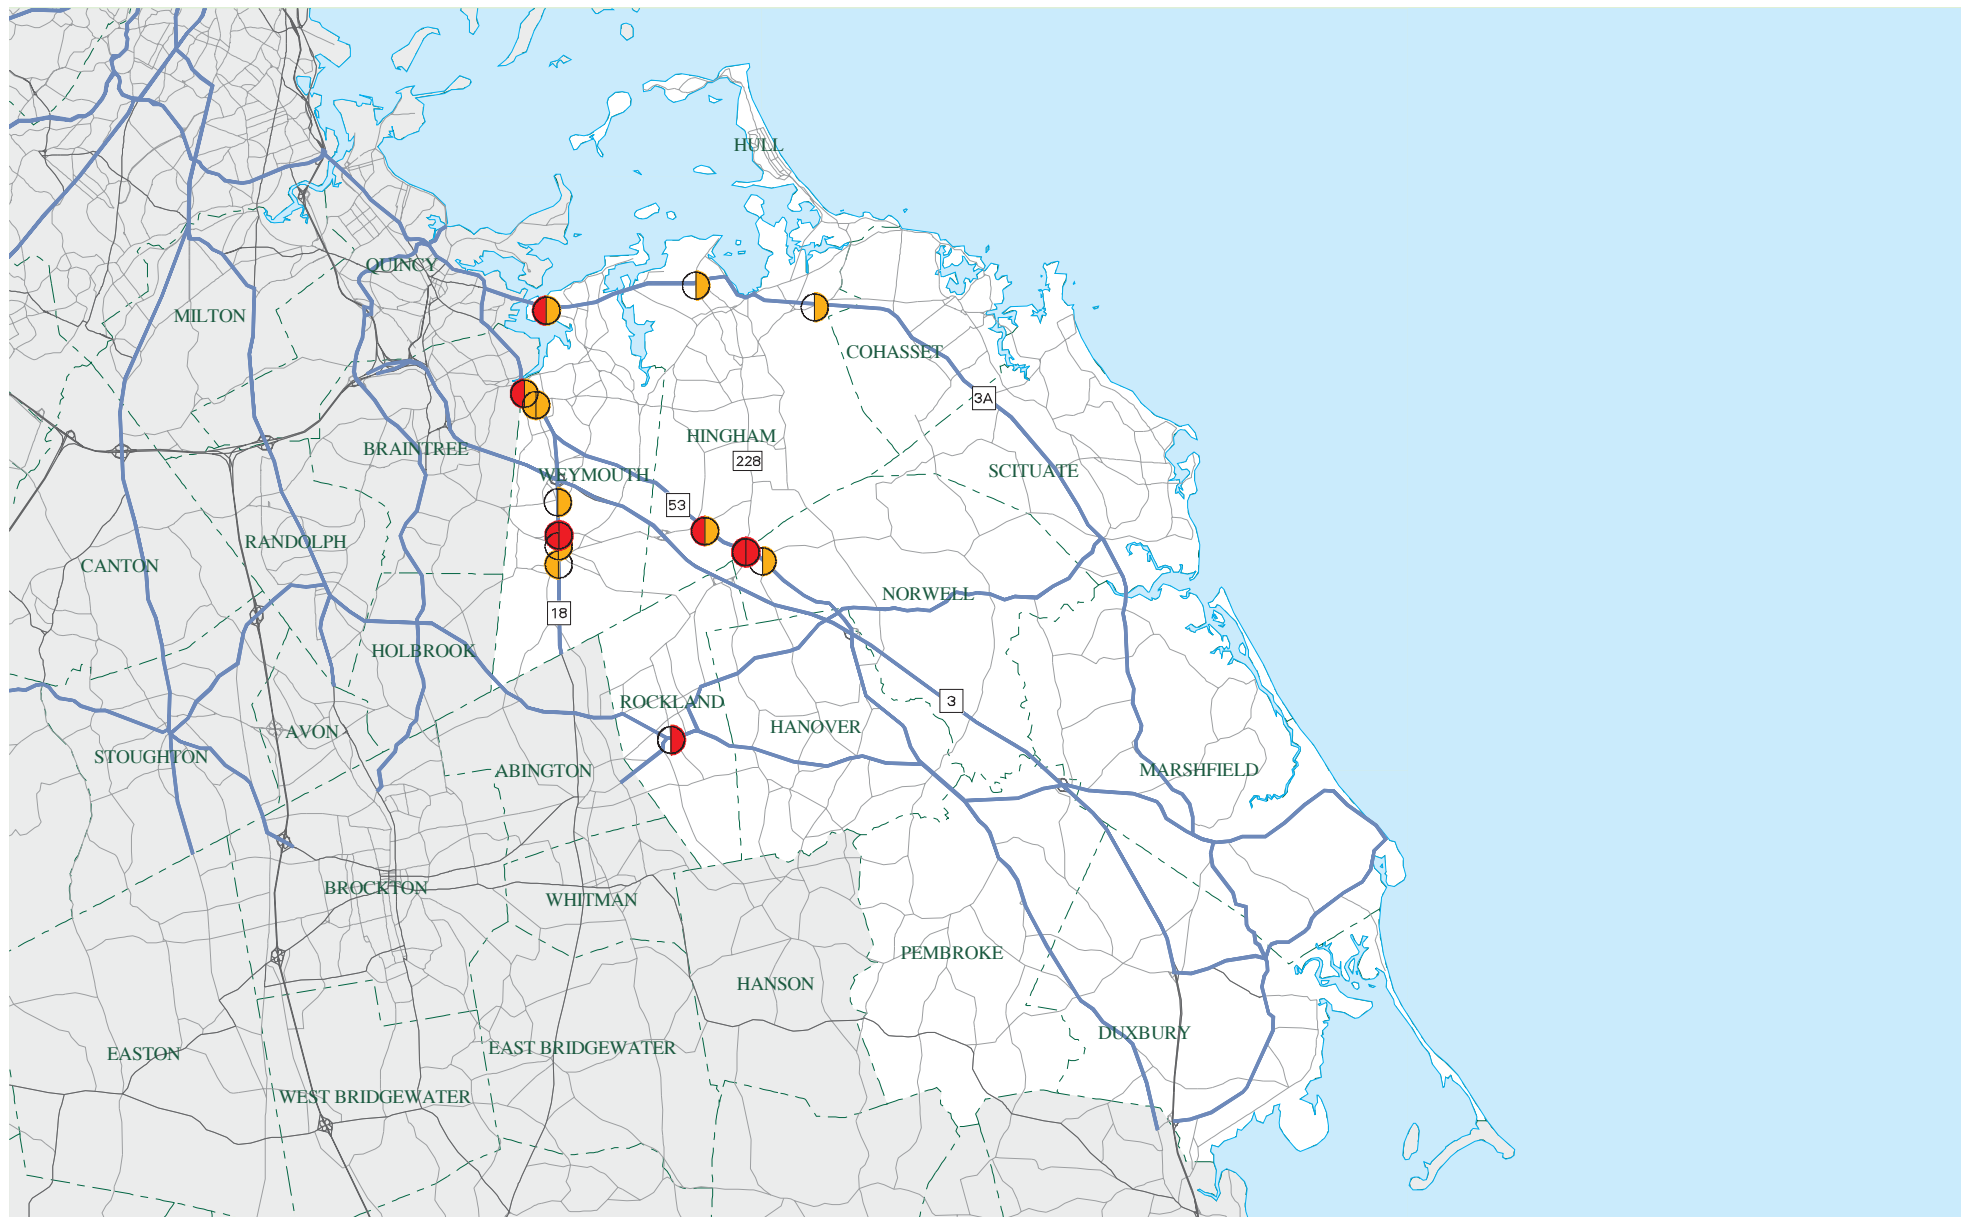 HULL
QUINCY
MILTON
COHASSET
3A
HINGHAM
BRAINTREE
228
SCITUATE
WEYMOUTH
53
RANDOLPH
CANTON
NORWELL
18
HOLBROOK
ROCKLAND
3
HANOVER
AVON
STOUGHTON
ABINGTON
MARSHFIELD
BROCKTON
WHITMAN
PEMBROKE
HANSON
DUXBURY
EAST BRIDGEWATER
EASTON
WEST BRIDGEWATER